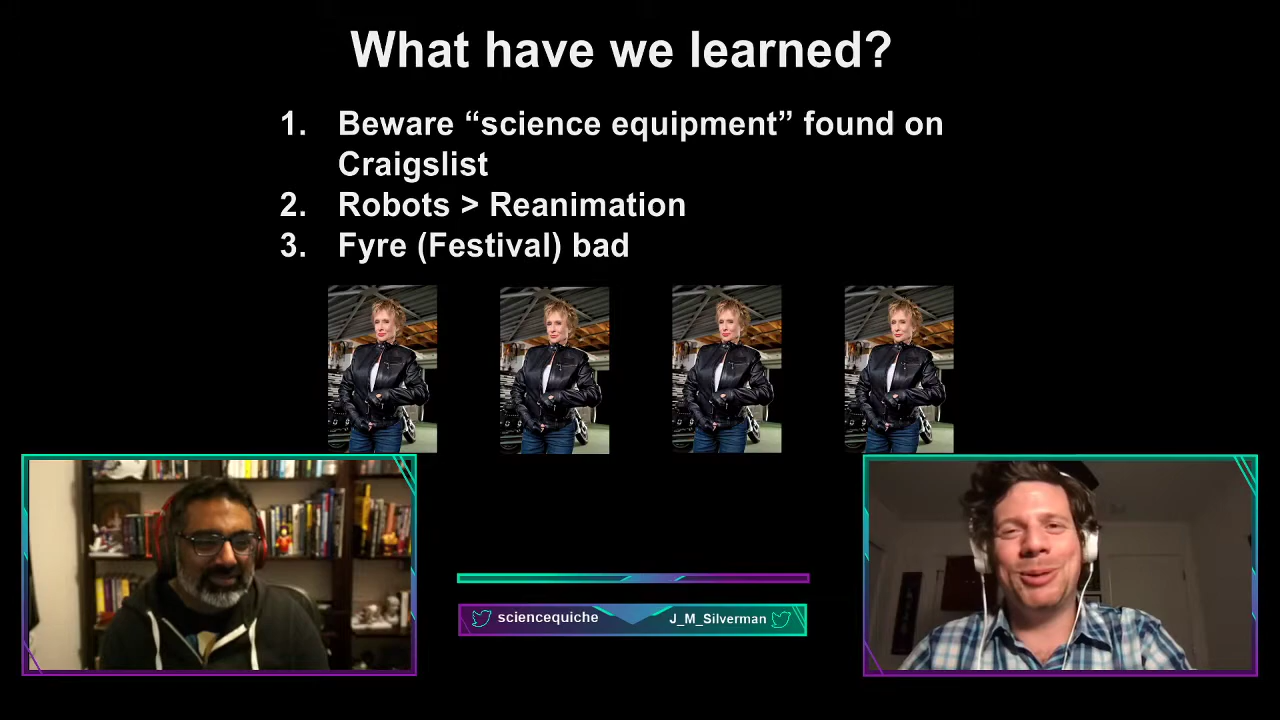 What have we learned?
1. Beware “science equipment” found on
Craigslist
2. Robots > Reanimation
3. Fyre (Festival) bad
sciencequiche
J_M_Silverman